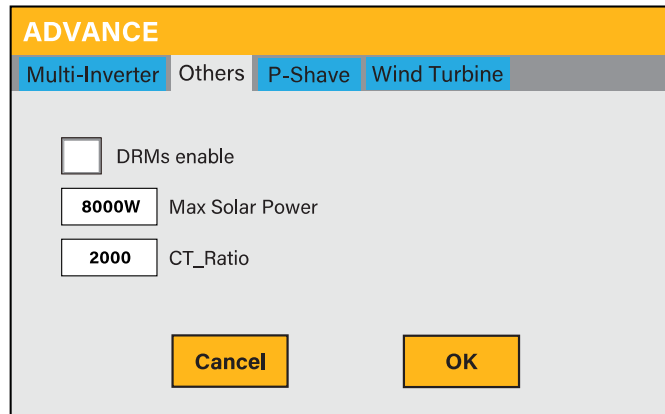 ADVANCE
Multi-Inverter Others P-Shave Wind Turbine
DRMs enable
8000W Max Solar Power
2000 CT_Ratio
Cancel OK